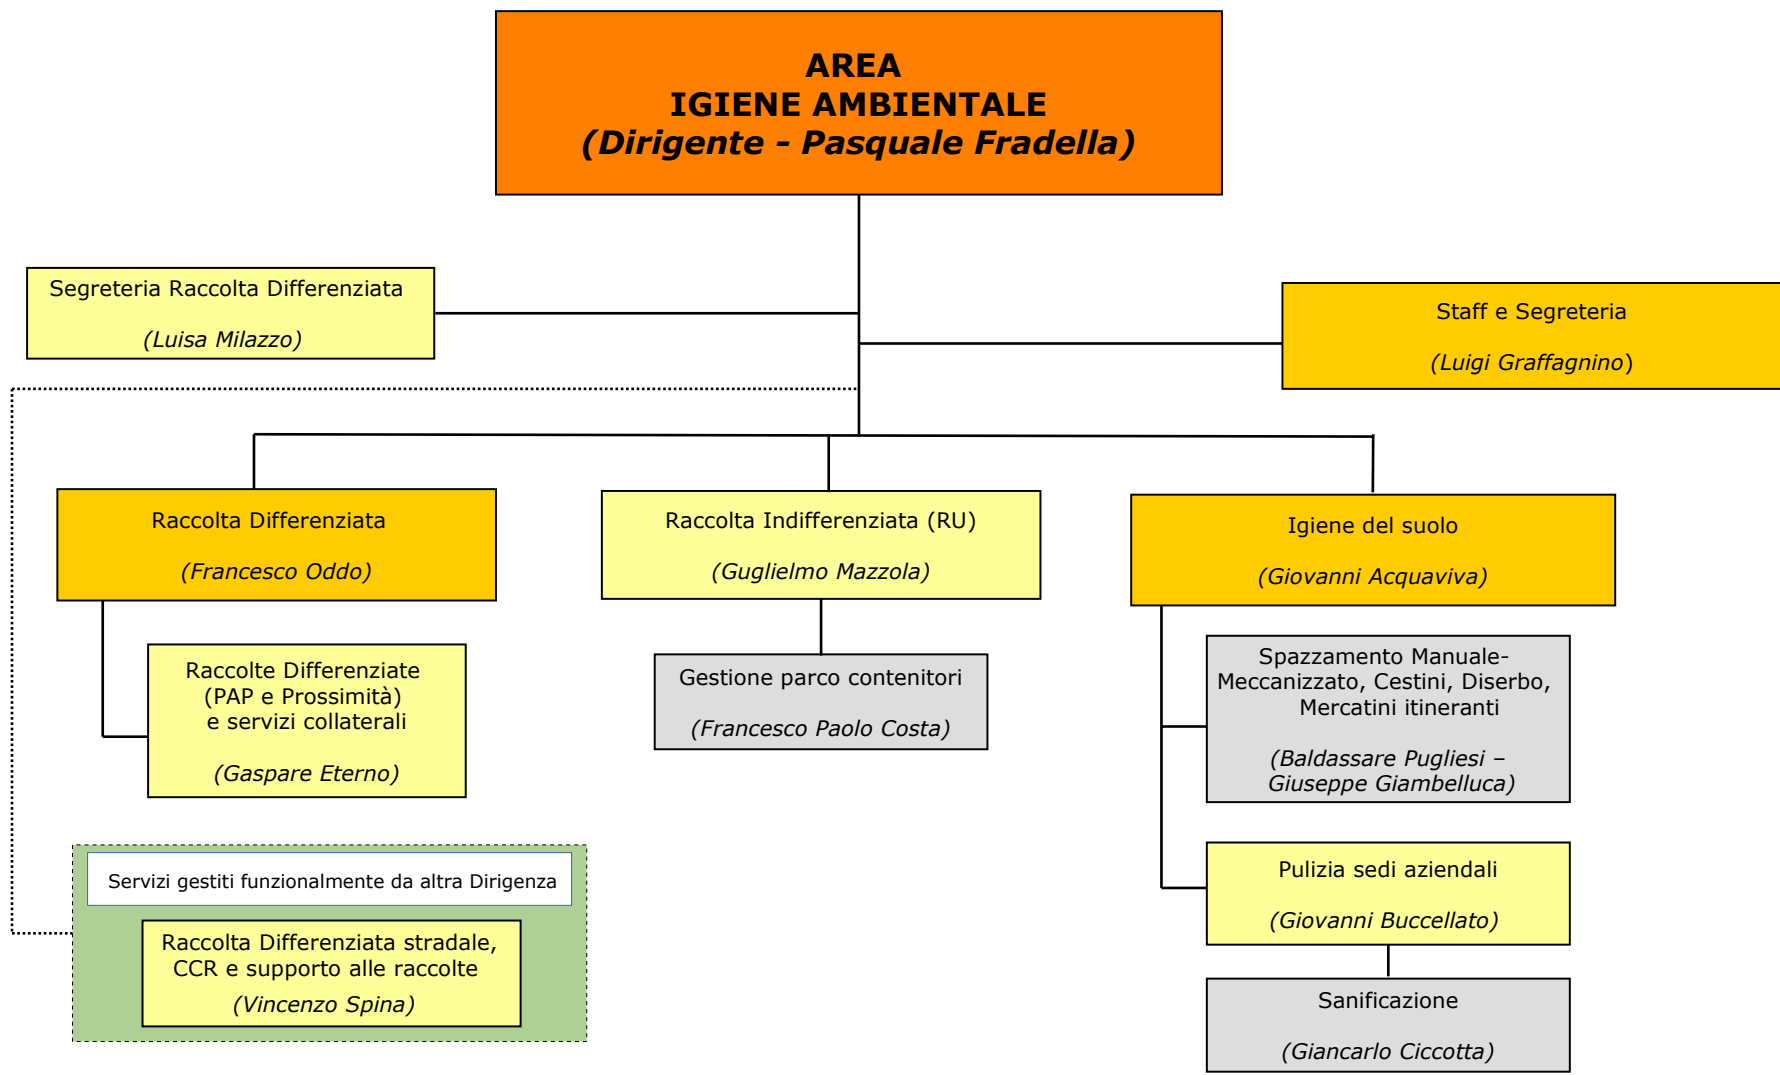 AREA
IGIENE AMBIENTALE
(Dirigente - Pasquale Fradella)
Segreteria Raccolta Differenziata
(Luisa Milazzo)
Staff e Segreteria
(Luigi Graffagnino)
Raccolta Differenziata
(Francesco Oddo)
Raccolta Indifferenziata (RU)
(Guglielmo Mazzola)
Igiene del suolo
(Giovanni Acquaviva)
Raccolte Differenziate
(PAP e Prossimità)
e servizi collaterali
(Gaspare Eterno)
Gestione parco contenitori
(Francesco Paolo Costa)
Spazzamento Manuale-
Meccanizzato, Cestini, Diserbo,
Mercatini itineranti
(Baldassare Pugliesi –
Giuseppe Giambelluca)
Servizi gestiti funzionalmente da altra Dirigenza
Raccolta Differenziata stradale,
CCR e supporto alle raccolte
(Vincenzo Spina)
Pulizia sedi aziendali
(Giovanni Buccellato)
Sanificazione
(Giancarlo Ciccotta)